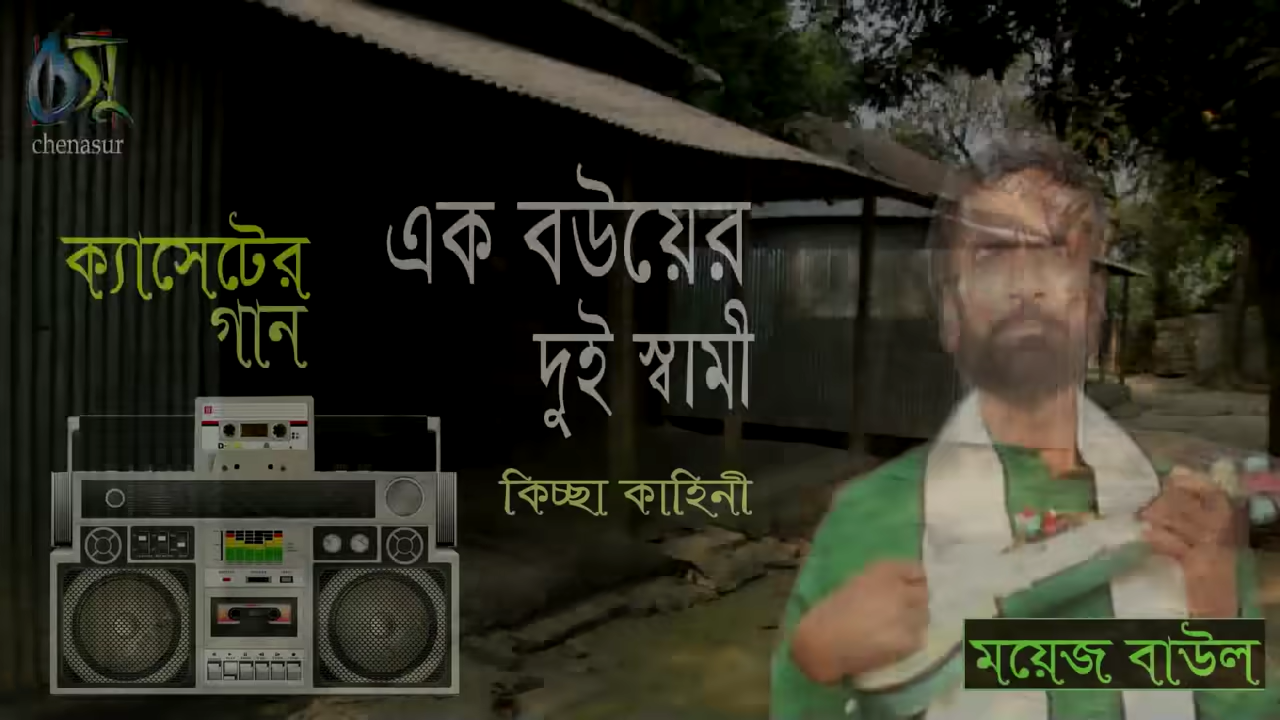 চেনাসুর
chenasur
ক্যাসেটের
গান
এক বউয়ের
দুই স্বামী
কিচ্ছা কাহিনী
ময়েজ বাউল